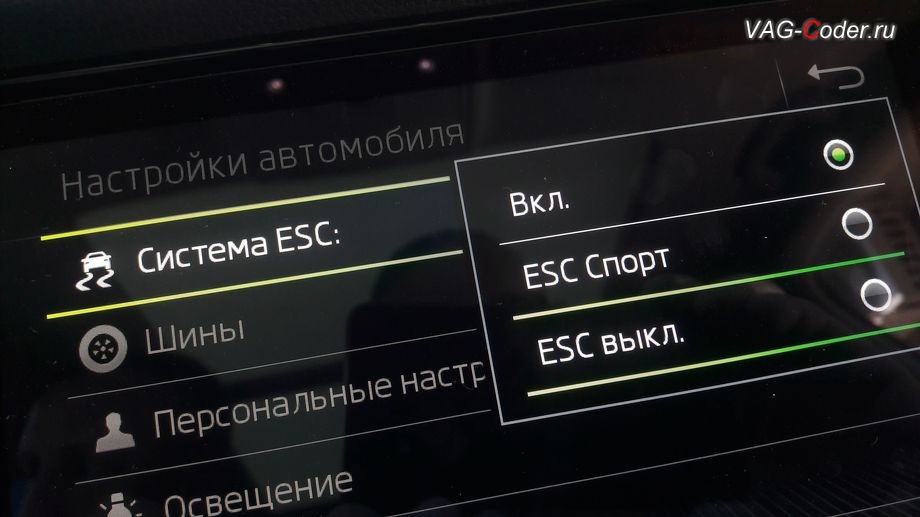 VAG-Coder.ru
Настройки автомобиля
Система ESC:
Вкл.
ESC Спорт
ESC выкл.
Шины
Персональные настр
Освещение